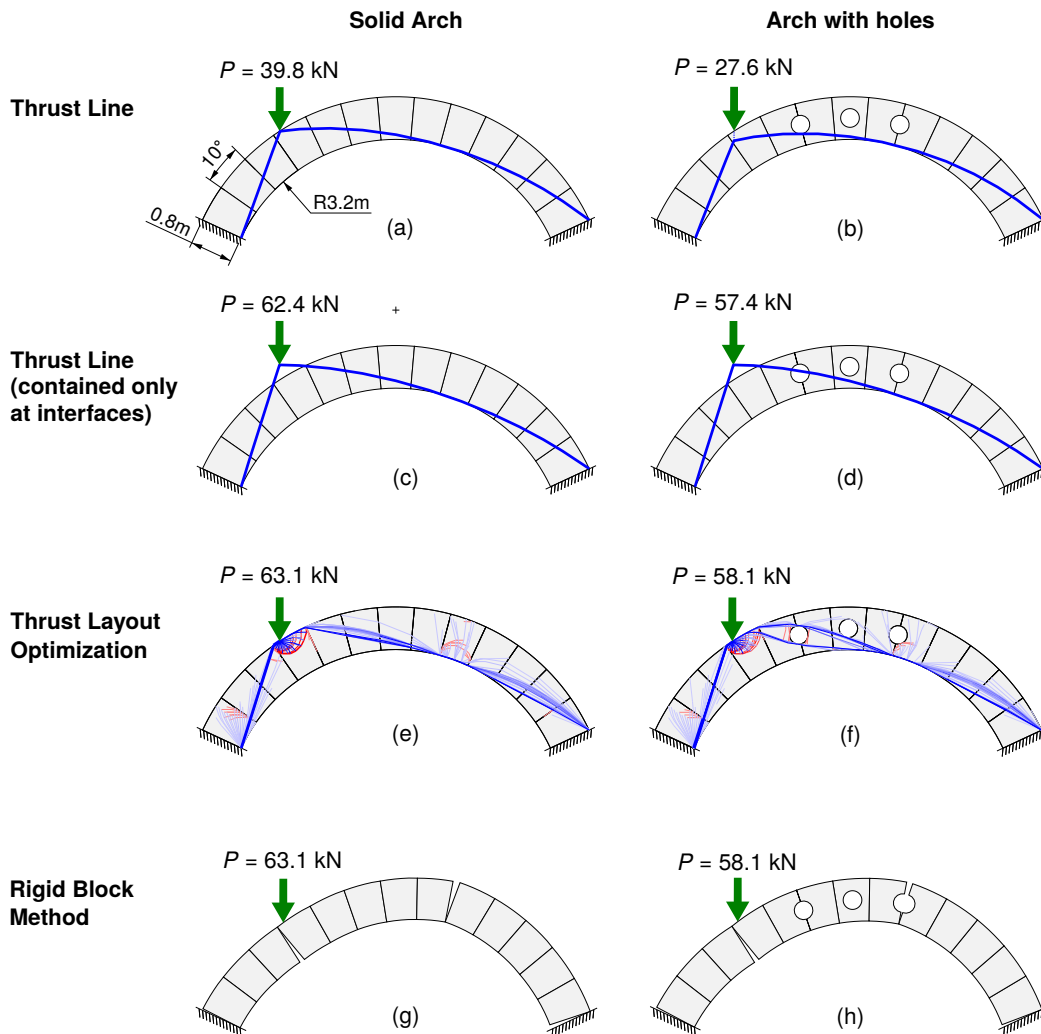 Solid Arch
Arch with holes
Thrust Line
P = 39.8 kN
P = 27.6 kN
10°
0.8m
R3.2m
(a)
(b)
Thrust Line
(contained only
at interfaces)
P = 62.4 kN
P = 57.4 kN
(c)
(d)
Thrust Layout
Optimization
P = 63.1 kN
P = 58.1 kN
(e)
(f)
Rigid Block
Method
P = 63.1 kN
P = 58.1 kN
(g)
(h)